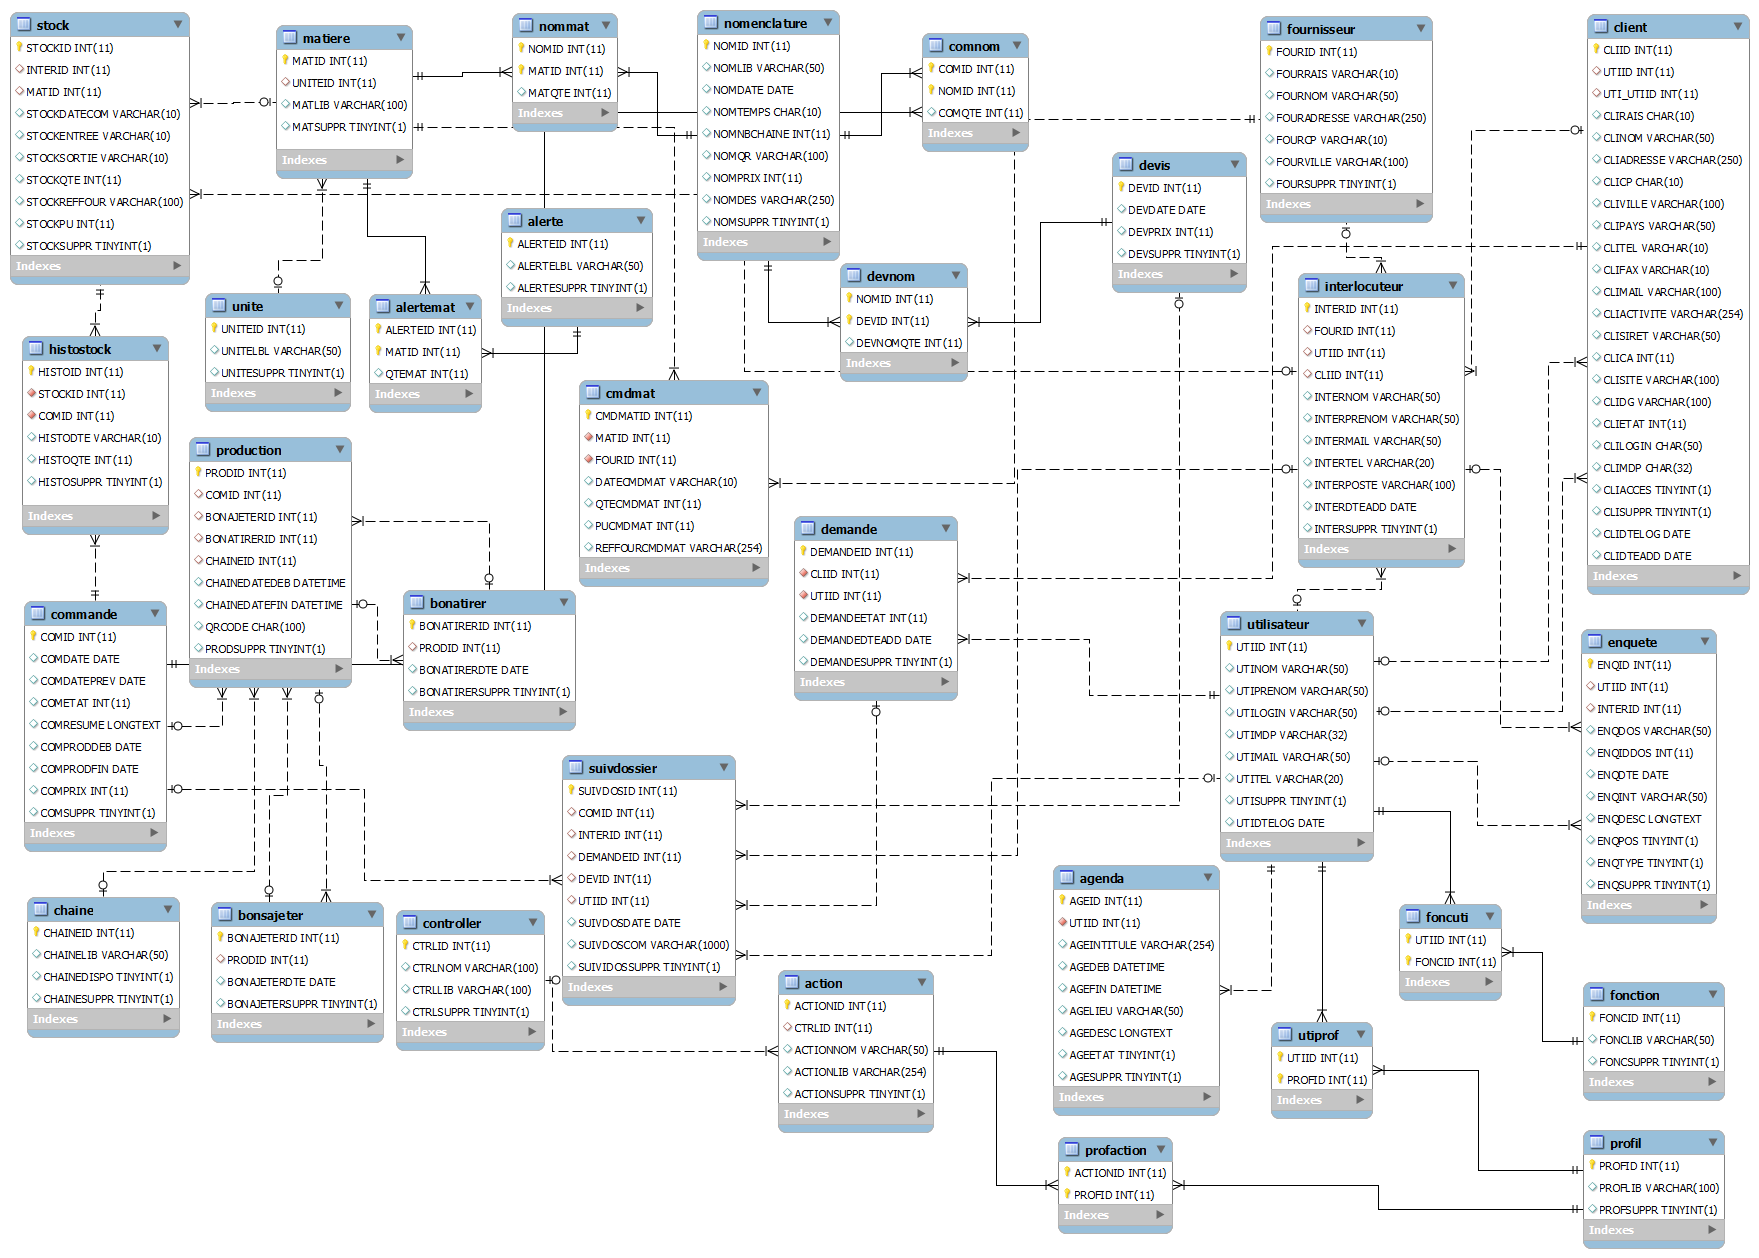 stock
STOCKID INT(11)
INTERID INT(11)
MATID INT(11)
STOCKDATECOM VARCHAR(10)
STOCKENTREE VARCHAR(10)
STOCKSORTIE VARCHAR(10)
STOCKQTE INT(11)
STOCKREFFOUR VARCHAR(100)
STOCKPU INT(11)
STOCKSUPPR TINYINT(1)
Indexes
matiere
MATID INT(11)
UNITEID INT(11)
MATLIB VARCHAR(100)
MATSUPPR TINYINT(1)
Indexes
nommat
NOMID INT(11)
MATID INT(11)
MATQTE INT(11)
Indexes
nomenclature
NOMID INT(11)
NOMLIB VARCHAR(50)
NOMDATE DATE
NOMTEMPS CHAR(10)
NOMNBCHAINE INT(11)
NOMQR VARCHAR(100)
NOMPRIX INT(11)
NOMDES VARCHAR(250)
NOMSUPPR TINYINT(1)
Indexes
comnom
COMID INT(11)
NOMID INT(11)
COMQTE INT(11)
Indexes
fournisseur
FOURID INT(11)
FOURRAIS VARCHAR(10)
FOURNOM VARCHAR(50)
FOURADRESSE VARCHAR(250)
FOURCP VARCHAR(10)
FOURVILLE VARCHAR(100)
FOURSUPPR TINYINT(1)
Indexes
client
CLIID INT(11)
UTIID INT(11)
UTI_UTIID INT(11)
CLIRAIS CHAR(10)
CLINOM VARCHAR(50)
CLIADRESSE VARCHAR(250)
CLICP CHAR(10)
CLIVILLE VARCHAR(100)
CLIPAYS VARCHAR(50)
CLITEL VARCHAR(10)
CLIFAX VARCHAR(10)
CLIMAIL VARCHAR(100)
CLIACTIVITE VARCHAR(254)
CLISIRET VARCHAR(50)
CLICA INT(11)
CLISITE VARCHAR(100)
CLIDG VARCHAR(100)
CLIETAT INT(11)
CLILOGIN CHAR(50)
CLIMDP CHAR(32)
CLIACCES TINYINT(1)
CLISUPPR TINYINT(1)
CLIDTELOG DATE
CLIDTEADD DATE
Indexes
devis
DEVID INT(11)
DEVDATE DATE
DEVPRIX INT(11)
DEVSUPPR TINYINT(1)
Indexes
alerte
ALERTEID INT(11)
ALERTELBL VARCHAR(50)
ALERTESUPPR TINYINT(1)
Indexes
devnom
NOMID INT(11)
DEVID INT(11)
DEVNOMQTE INT(11)
Indexes
interlocuteur
INTERID INT(11)
FOURID INT(11)
UTIID INT(11)
CLIID INT(11)
INTERNOM VARCHAR(50)
INTERPRENOM VARCHAR(50)
INTERMAIL VARCHAR(50)
INTERTEL VARCHAR(20)
INTERPOSTE VARCHAR(100)
INTERDTEADD DATE
INTERSUPPR TINYINT(1)
Indexes
unite
UNITEID INT(11)
UNITELBL VARCHAR(50)
UNITESUPPR TINYINT(1)
Indexes
alertemat
ALERTEID INT(11)
MATID INT(11)
QTEMAT INT(11)
Indexes
histostock
HISTOID INT(11)
STOCKID INT(11)
COMID INT(11)
HISTODTE VARCHAR(10)
HISTOQTE INT(11)
HISTOSUPPR TINYINT(1)
Indexes
cmdmat
CMDMATID INT(11)
MATID INT(11)
FOURID INT(11)
DATECMDMAT VARCHAR(10)
QTECMDMAT INT(11)
PUCMDMAT INT(11)
REFFOURCMDMAT VARCHAR(254)
Indexes
production
PRODID INT(11)
COMID INT(11)
BONAJETERID INT(11)
BONATIRERID INT(11)
CHAINEID INT(11)
CHAINEDATEDEB DATETIME
CHAINEDATEFIN DATETIME
QRCODE CHAR(100)
PRODSUPPR TINYINT(1)
Indexes
demande
DEMANDEID INT(11)
CLIID INT(11)
UTIID INT(11)
DEMANDEETAT INT(11)
DEMANDEDTEADD DATE
DEMANDESUPPR TINYINT(1)
Indexes
bonatirer
BONATIRERID INT(11)
PRODID INT(11)
BONATIRERDTE DATE
BONATIRERSUPPR TINYINT(1)
Indexes
commande
COMID INT(11)
COMDATE DATE
COMDATEPREV DATE
COMETAT INT(11)
COMRESUME LONGTEXT
COMPRODDEB DATE
COMPRODFIN DATE
COMPRIX INT(11)
COMSUPPR TINYINT(1)
Indexes
utilisateur
UTIID INT(11)
UTINOM VARCHAR(50)
UTIPRENOM VARCHAR(50)
UTILOGIN VARCHAR(50)
UTIMDP VARCHAR(32)
UTIMAIL VARCHAR(50)
UTITEL VARCHAR(20)
UTISUPPR TINYINT(1)
UTIDTELOG DATE
Indexes
enquete
ENQID INT(11)
UTIID INT(11)
INTERID INT(11)
ENQDOS VARCHAR(50)
ENQIDDOS INT(11)
ENQDTE DATE
ENQINT VARCHAR(50)
ENQDESC LONGTEXT
ENQPOS TINYINT(1)
ENQTYPE TINYINT(1)
ENQSUPPR TINYINT(1)
Indexes
suivdossier
SUIVDOSID INT(11)
COMID INT(11)
INTERID INT(11)
DEMANDEID INT(11)
DEVID INT(11)
UTIID INT(11)
SUIVDOSDATE DATE
SUIVDOSCOM VARCHAR(1000)
SUIVIDOSSUPPR TINYINT(1)
Indexes
agenda
AGEID INT(11)
UTIID INT(11)
AGEINTITULE VARCHAR(254)
AGEDEB DATETIME
AGEFIN DATETIME
AGELIEU VARCHAR(50)
AGEDESC LONGTEXT
AGEETAT TINYINT(1)
AGESUPPR TINYINT(1)
Indexes
chaine
CHAINEID INT(11)
CHAINELIB VARCHAR(50)
CHAINEDISPO TINYINT(1)
CHAINESUPPR TINYINT(1)
Indexes
bonsajeter
BONAJETERID INT(11)
PRODID INT(11)
BONAJETERDTE DATE
BONAJETERSUPPR TINYINT(1)
Indexes
controller
CTRLID INT(11)
CTRLNOM VARCHAR(100)
CTRLLIB VARCHAR(100)
CTRLSUPPR TINYINT(1)
Indexes
foncuti
UTIID INT(11)
FONCID INT(11)
Indexes
action
ACTIONID INT(11)
CTRLID INT(11)
ACTIONNOM VARCHAR(50)
ACTIONLIB VARCHAR(254)
ACTIONSUPPR TINYINT(1)
Indexes
fonction
FONCID INT(11)
FONCLIB VARCHAR(50)
FONCSUPPR TINYINT(1)
Indexes
utiprof
UTIID INT(11)
PROFID INT(11)
Indexes
profaction
ACTIONID INT(11)
PROFID INT(11)
Indexes
profil
PROFID INT(11)
PROFLIB VARCHAR(100)
PROFSUPPR TINYINT(1)
Indexes